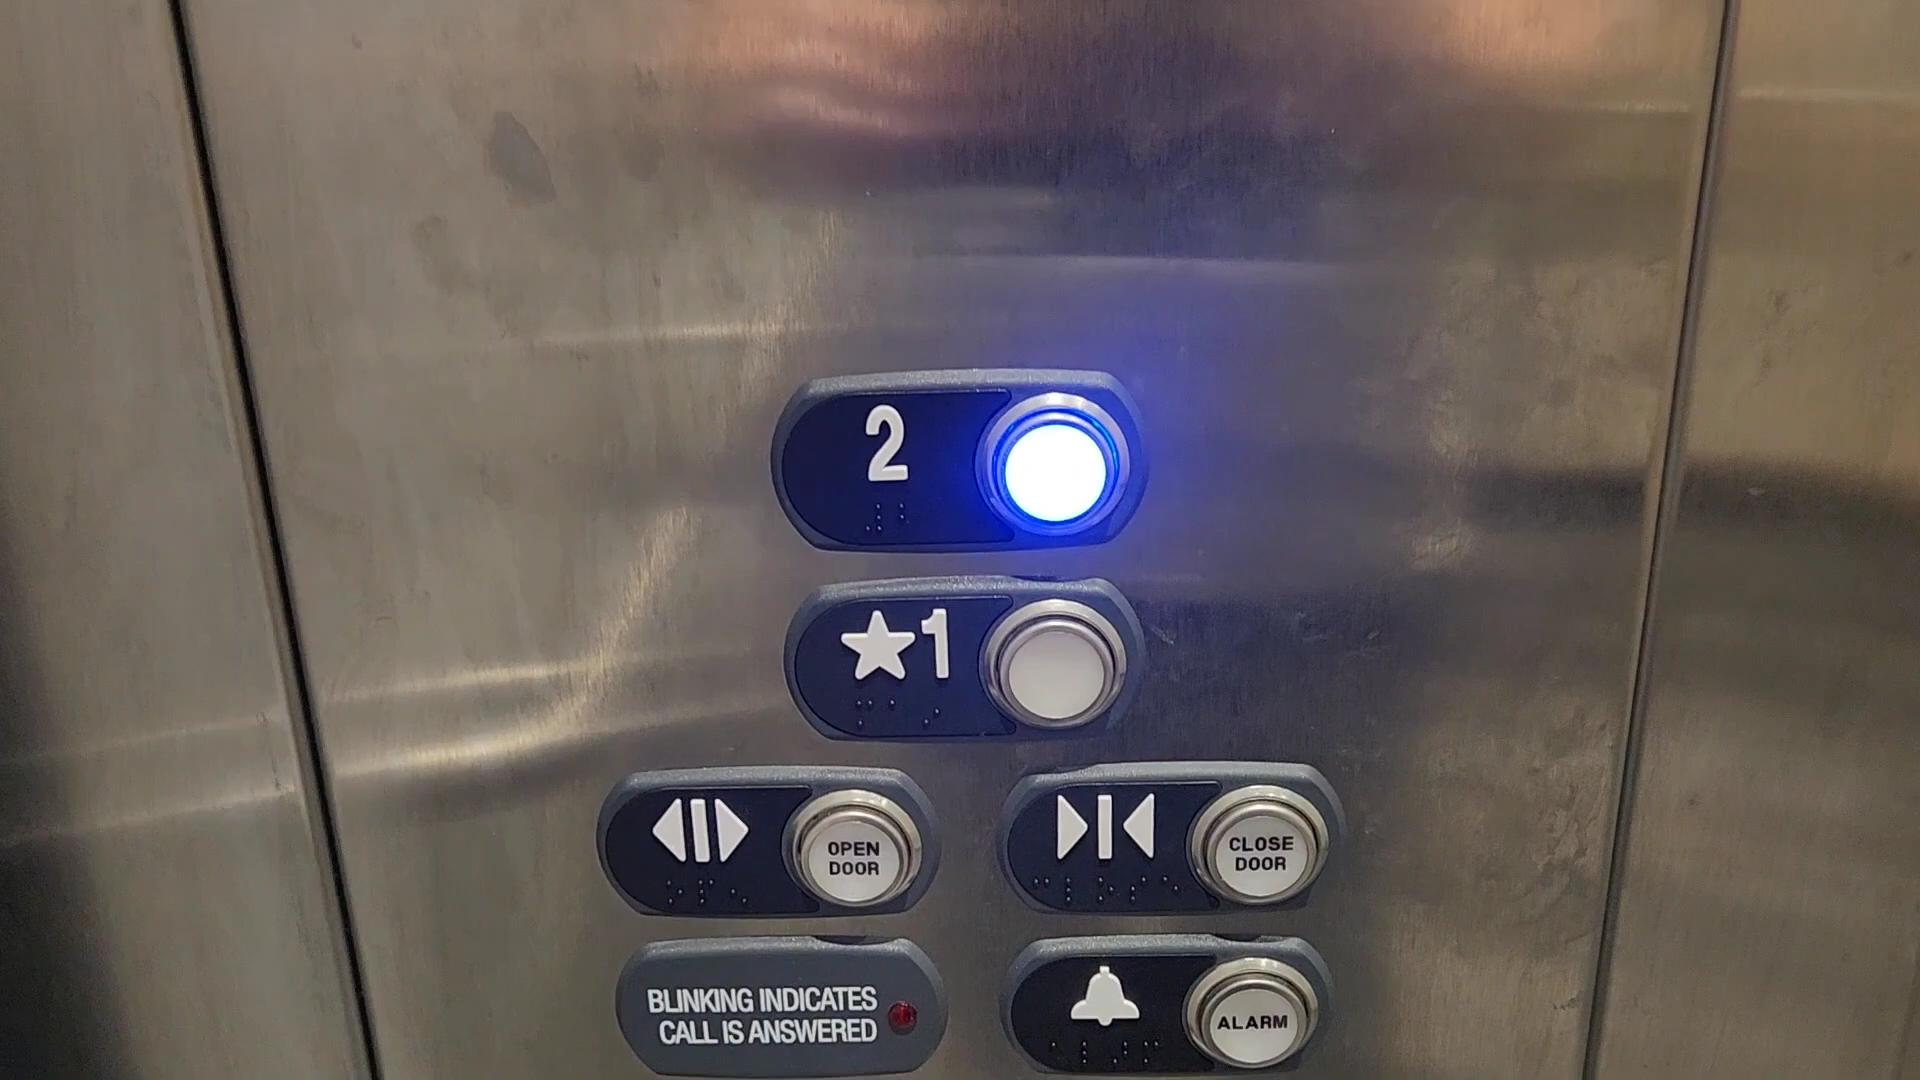 2
★1
OPEN
DOOR
CLOSE
DOOR
BLINKING INDICATES
CALL IS ANSWERED
ALARM